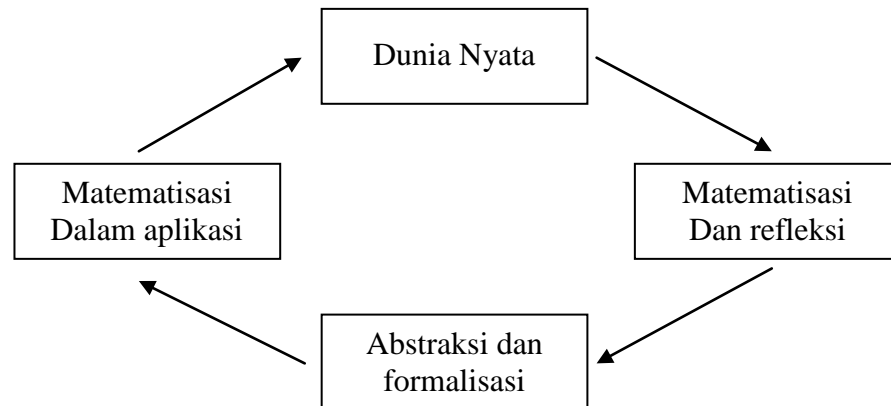 Dunia Nyata
Matematisasi
Dalam aplikasi
Matematisasi
Dan refleksi
Abstraksi dan
formalisasi